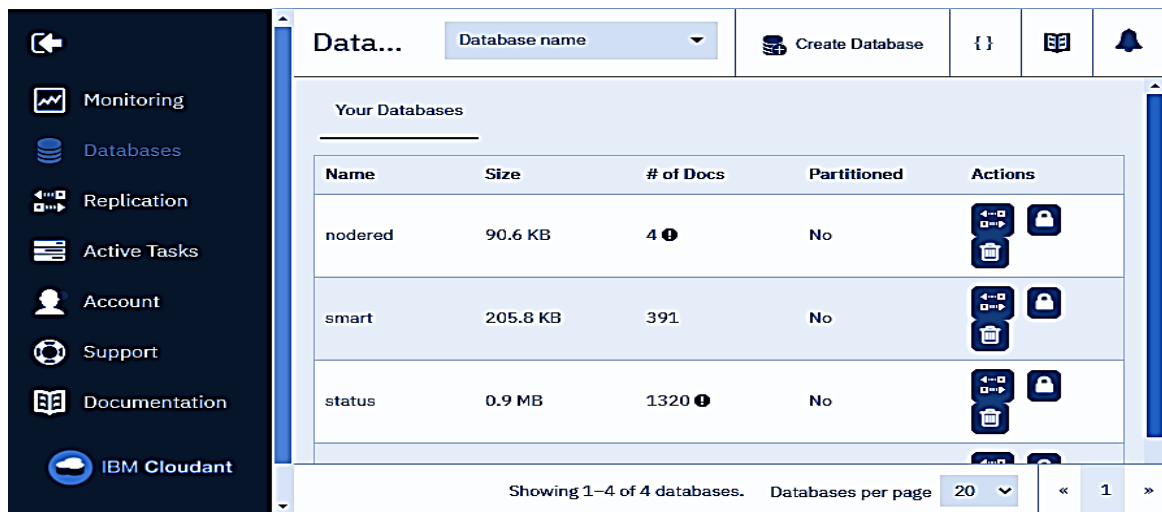 Data...
Database name
Create Database
{ }
Monitoring
Databases
Replication
Active Tasks
Account
Support
Documentation
IBM Cloudant
Your Databases
Name Size # of Docs Partitioned Actions
nodered 90.6 KB 4 No
smart 205.8 KB 391 No
status 0.9 MB 1320 No
Showing 1–4 of 4 databases. Databases per page 20 « 1 »